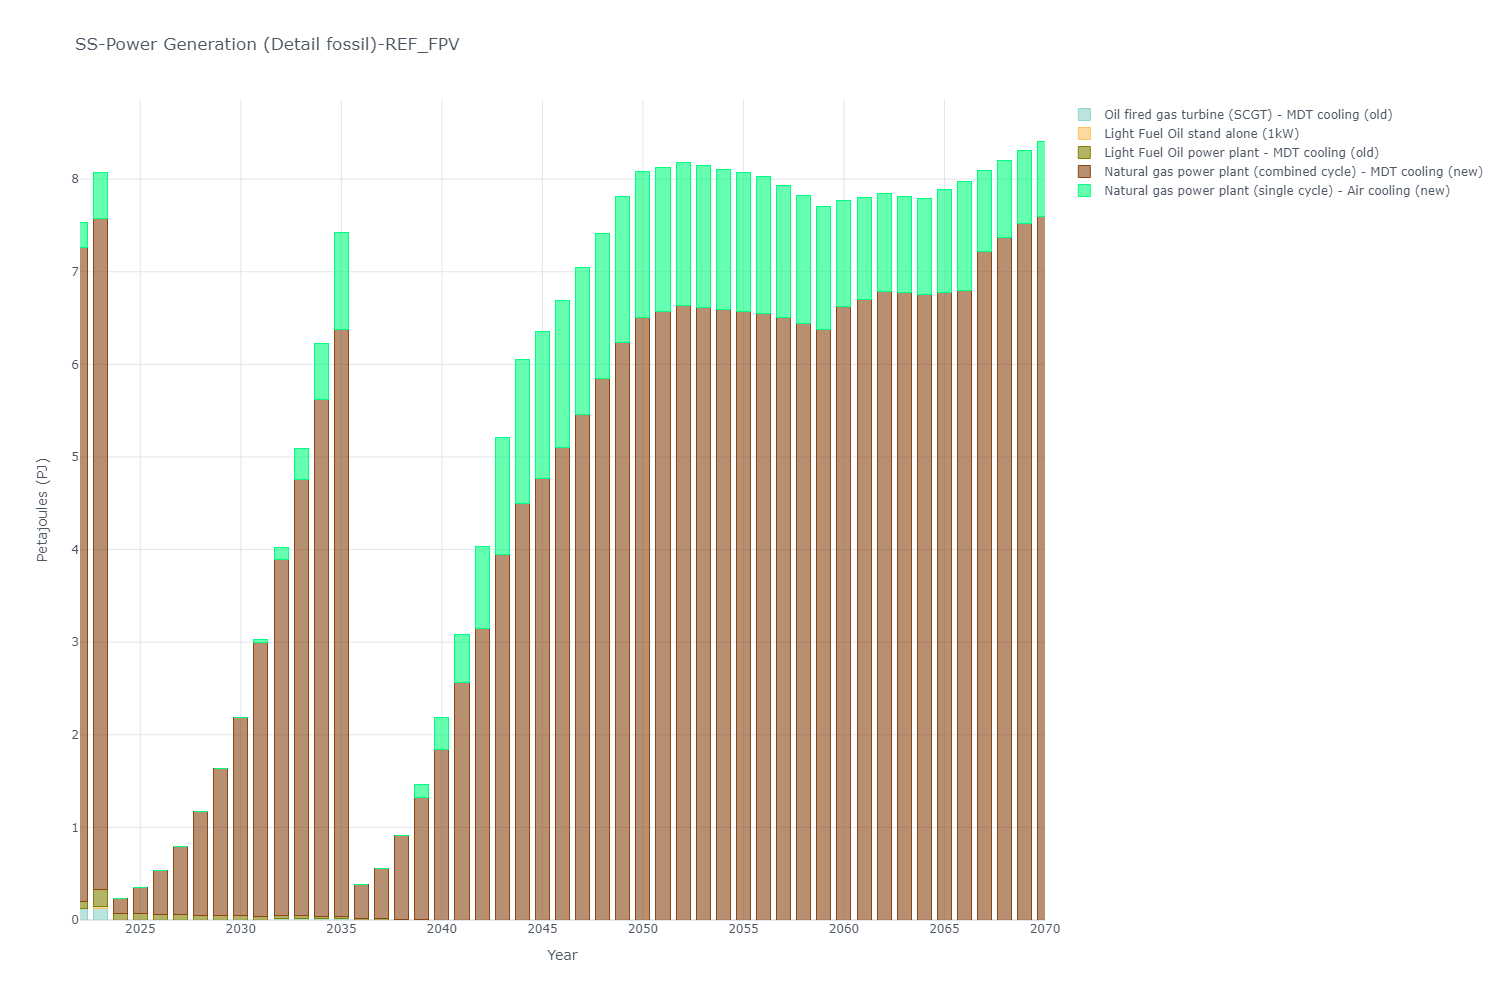 SS-Power Generation (Detail fossil)-REF_FPV
Oil fired gas turbine (SCGT) - MDT cooling (old)
Light Fuel Oil stand alone (1kW)
Light Fuel Oil power plant - MDT cooling (old)
Natural gas power plant (combined cycle) - MDT cooling (new)
Natural gas power plant (single cycle) - Air cooling (new)
8
7
6
5
4
3
2
1
0
Petajoules (PJ)
2025 2030 2035 2040 2045 2050 2055 2060 2065 2070
Year